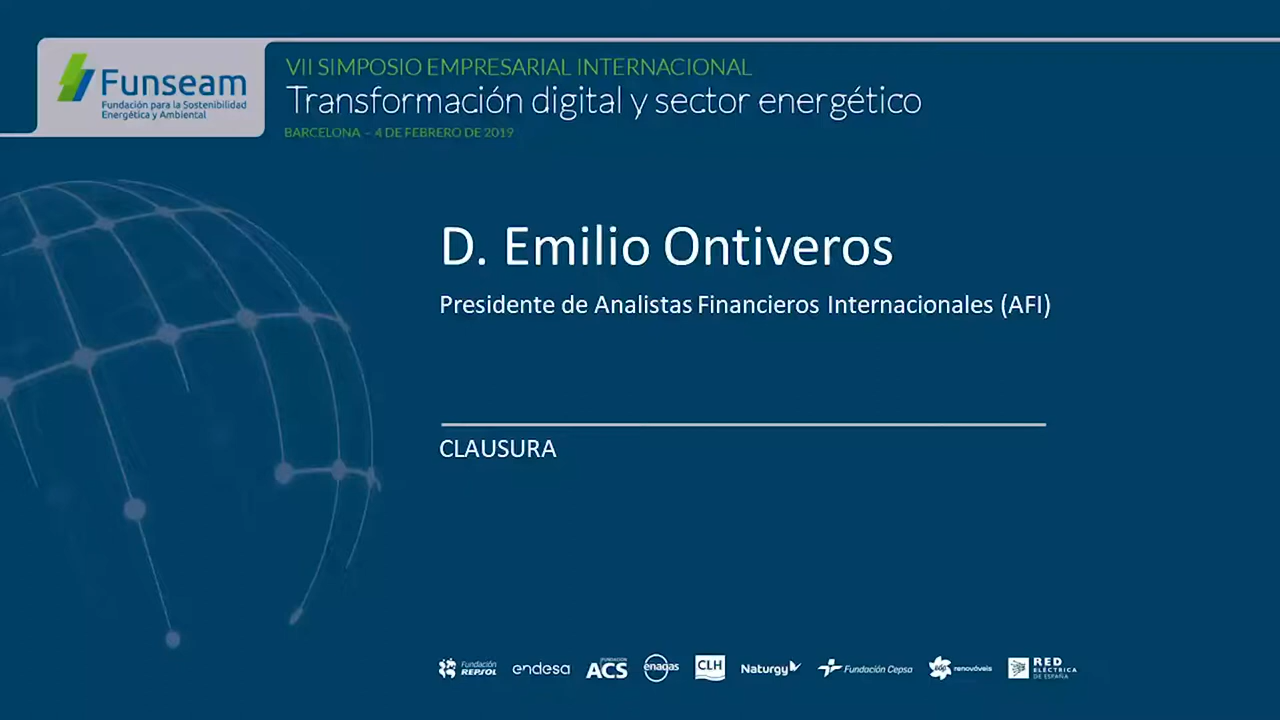 Funseam
Fundación para la Sostenibilidad
Energética y Ambiental
VII SIMPOSIO EMPRESARIAL INTERNACIONAL
Transformación digital y sector energético
BARCELONA – 4 DE FEBRERO DE 2019
D. Emilio Ontiveros
Presidente de Analistas Financieros Internacionales (AFI)
CLAUSURA
Fundación
REPSOL
endesa
FUNDACIÓN
ACS
enagas
CLH
Naturgy
Fundación Cepsa
edp renováveis
RED
ELÉCTRICA
DE ESPAÑA